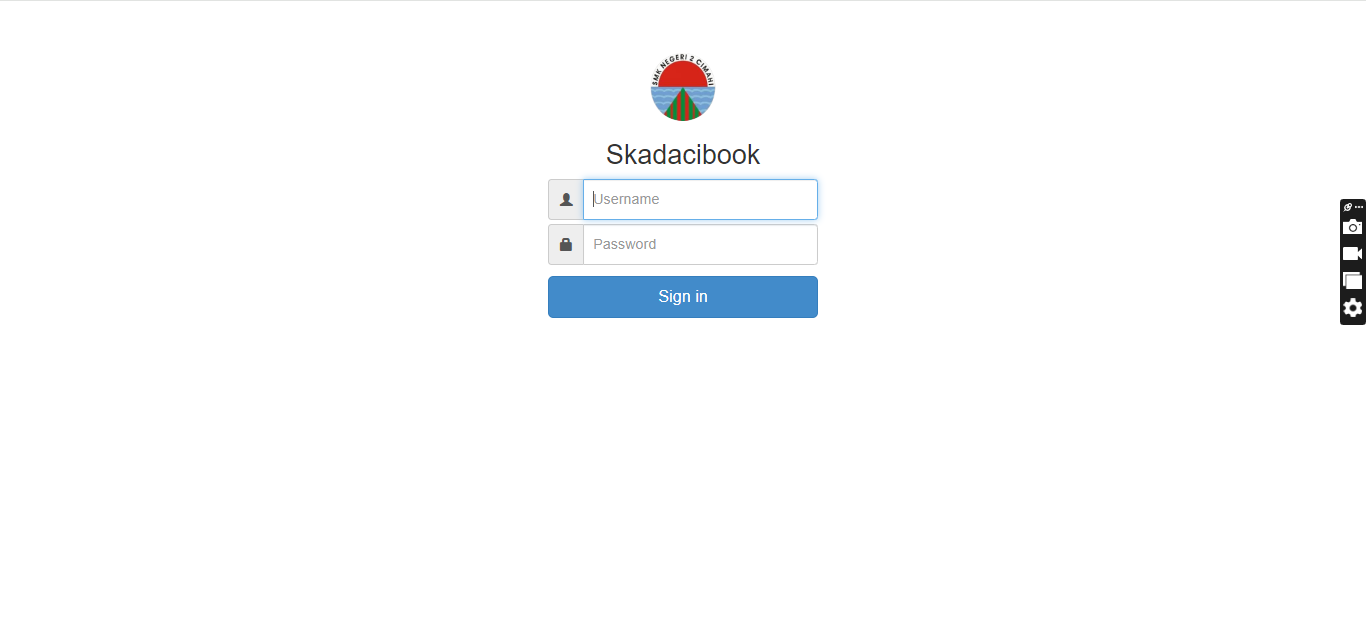 SMK NEGERI 2 CIMAHI
Skadacibook
Username
Password
Sign in